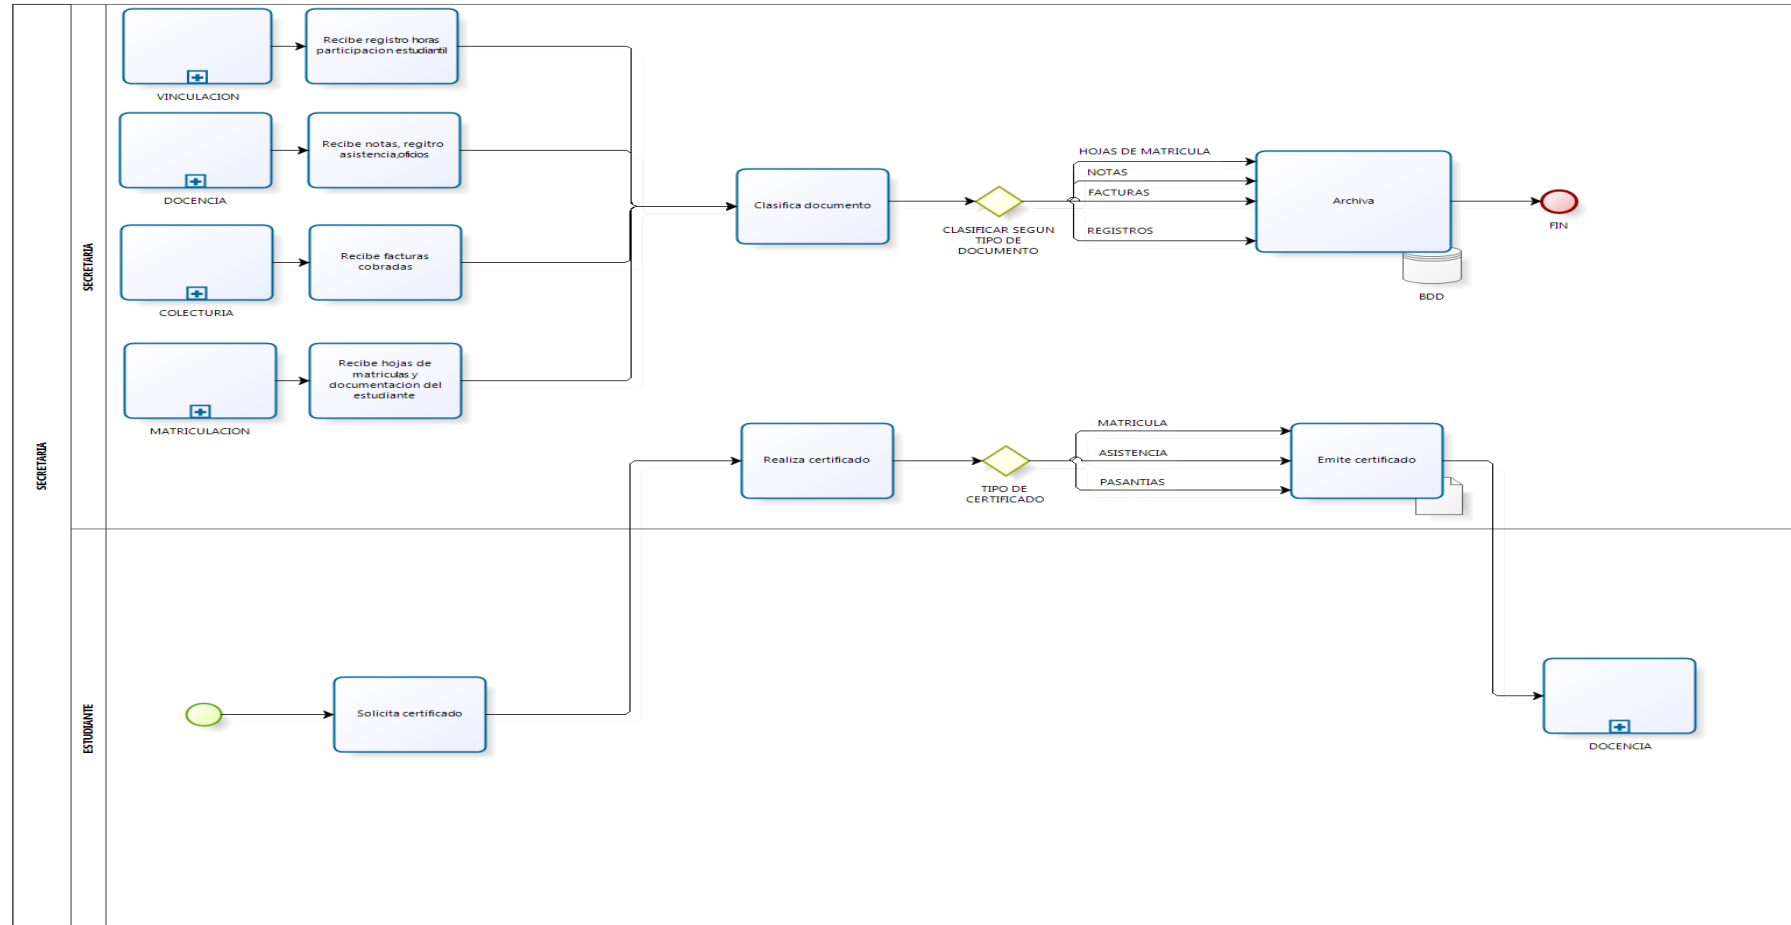 SECRETARIA
SECRETARIA
VINCULACION
Recibe registro horas
participacion estudiantil
DOCENCIA
Recibe notas, regitro
asistencia,oficios
COLECTURIA
Recibe facturas
cobradas
MATRICULACION
Recibe hojas de
matriculas y
documentacion del
estudiante
Clasifica documento
CLASIFICAR SEGUN
TIPO DE
DOCUMENTO
HOJAS DE MATRICULA
NOTAS
FACTURAS
REGISTROS
Archiva
BDD
FIN
Realiza certificado
TIPO DE
CERTIFICADO
MATRICULA
ASISTENCIA
PASANTIAS
Emite certificado
ESTUDIANTE
Solicita certificado
DOCENCIA